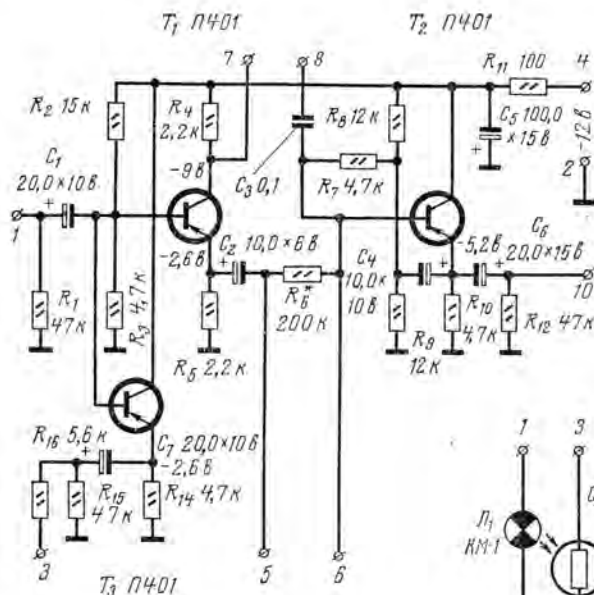 T₁ П401
T₂ П401
7
8
4
R₁₁ 100
R₂ 15к
R₄
2,2к
R₈ 12к
C₅ 100,0
×15в
-12в
2
C₁
20,0×10в
-9в
C₃ 0,1
R₇ 4,7к
1
-2,6в
C₂ 10,0×6в
C₄
10,0×
10в
-5,2в
C₆
20,0×15в
10
R₁
47к
R₃ 4,7к
R₆*
200к
R₅ 2,2к
R₉
12к
R₁₀
4,7к
R₁₂ 47к
R₁₆ 5,6к
C₇ 20,0×10в
-2,6в
R₁₅
47к
R₁₄ 4,7к
3
5
6
T₃ П401
1
3
Л₁
КМ-1